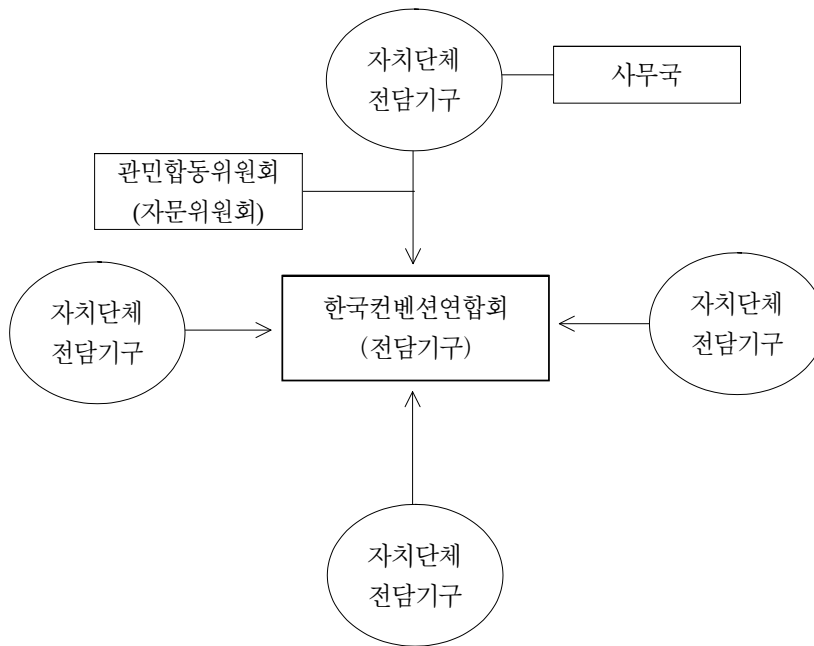 자치단체
전담기구
사무국
관민합동위원회
(자문위원회)
자치단체
전담기구
한국컨벤션연합회
(전담기구)
자치단체
전담기구
자치단체
전담기구